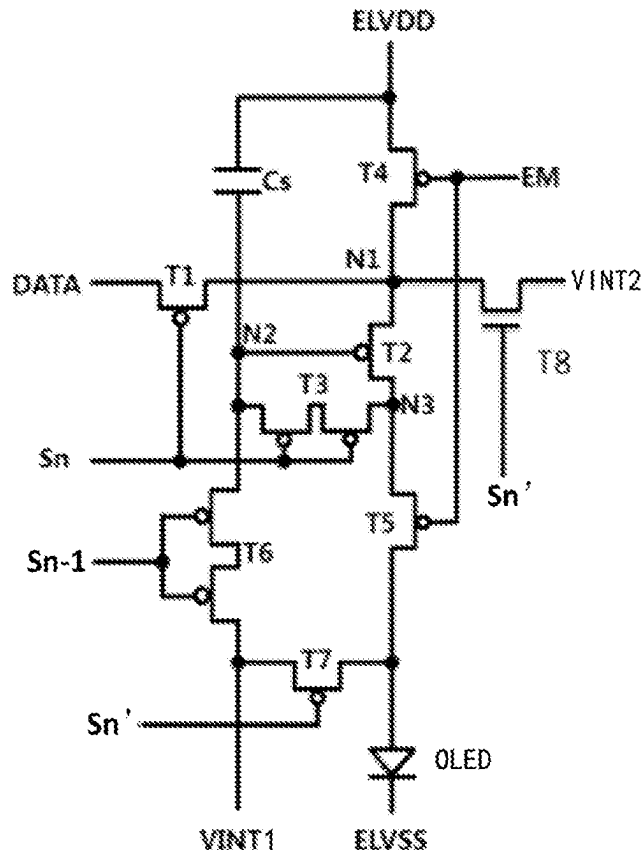 ELVDD
Cs
T4
EM
N1
DATA
T1
VINT2
N2
T2
T8
T3
N3
Sn
Sn'
T5
Sn-1
T6
T7
Sn'
OLED
VINT1
ELVSS